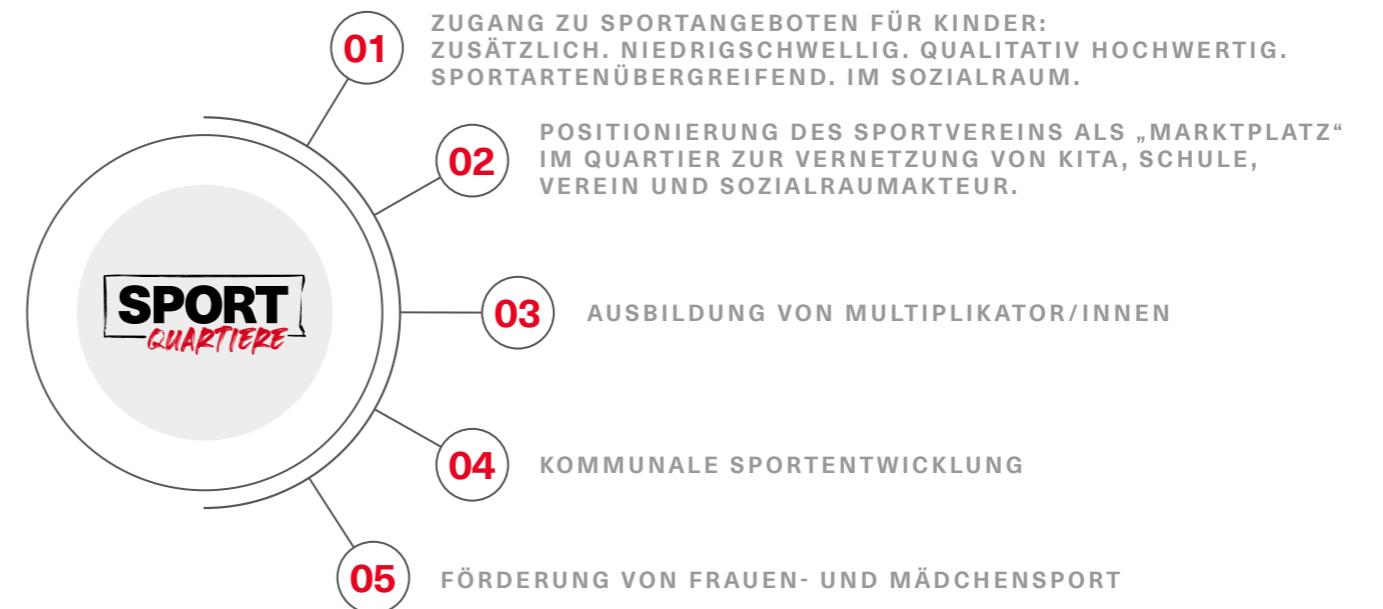 01
ZUGANG ZU SPORTANGEBOTEN FÜR KINDER:
ZUSÄTZLICH. NIEDRIGSCHWELLIG. QUALITATIV HOCHWERTIG.
SPORTARTENÜBERGREIFEND. IM SOZIALRAUM.
02
POSITIONIERUNG DES SPORTVEREINS ALS „MARKTPLATZ“
IM QUARTIER ZUR VERNETZUNG VON KITA, SCHULE,
VEREIN UND SOZIALRAUMAKTEUR.
SPORT
QUARTIERE
03
AUSBILDUNG VON MULTIPLIKATOR/INNEN
04
KOMMUNALE SPORTENTWICKLUNG
05
FÖRDERUNG VON FRAUEN- UND MÄDCHENSPORT